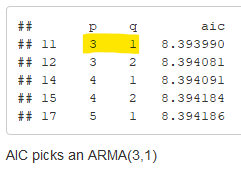 ## p q aic
## 11 3 1 8.393990
## 12 3 2 8.394081
## 14 4 1 8.394091
## 15 4 2 8.394184
## 17 5 1 8.394186
AIC picks an ARMA(3,1)